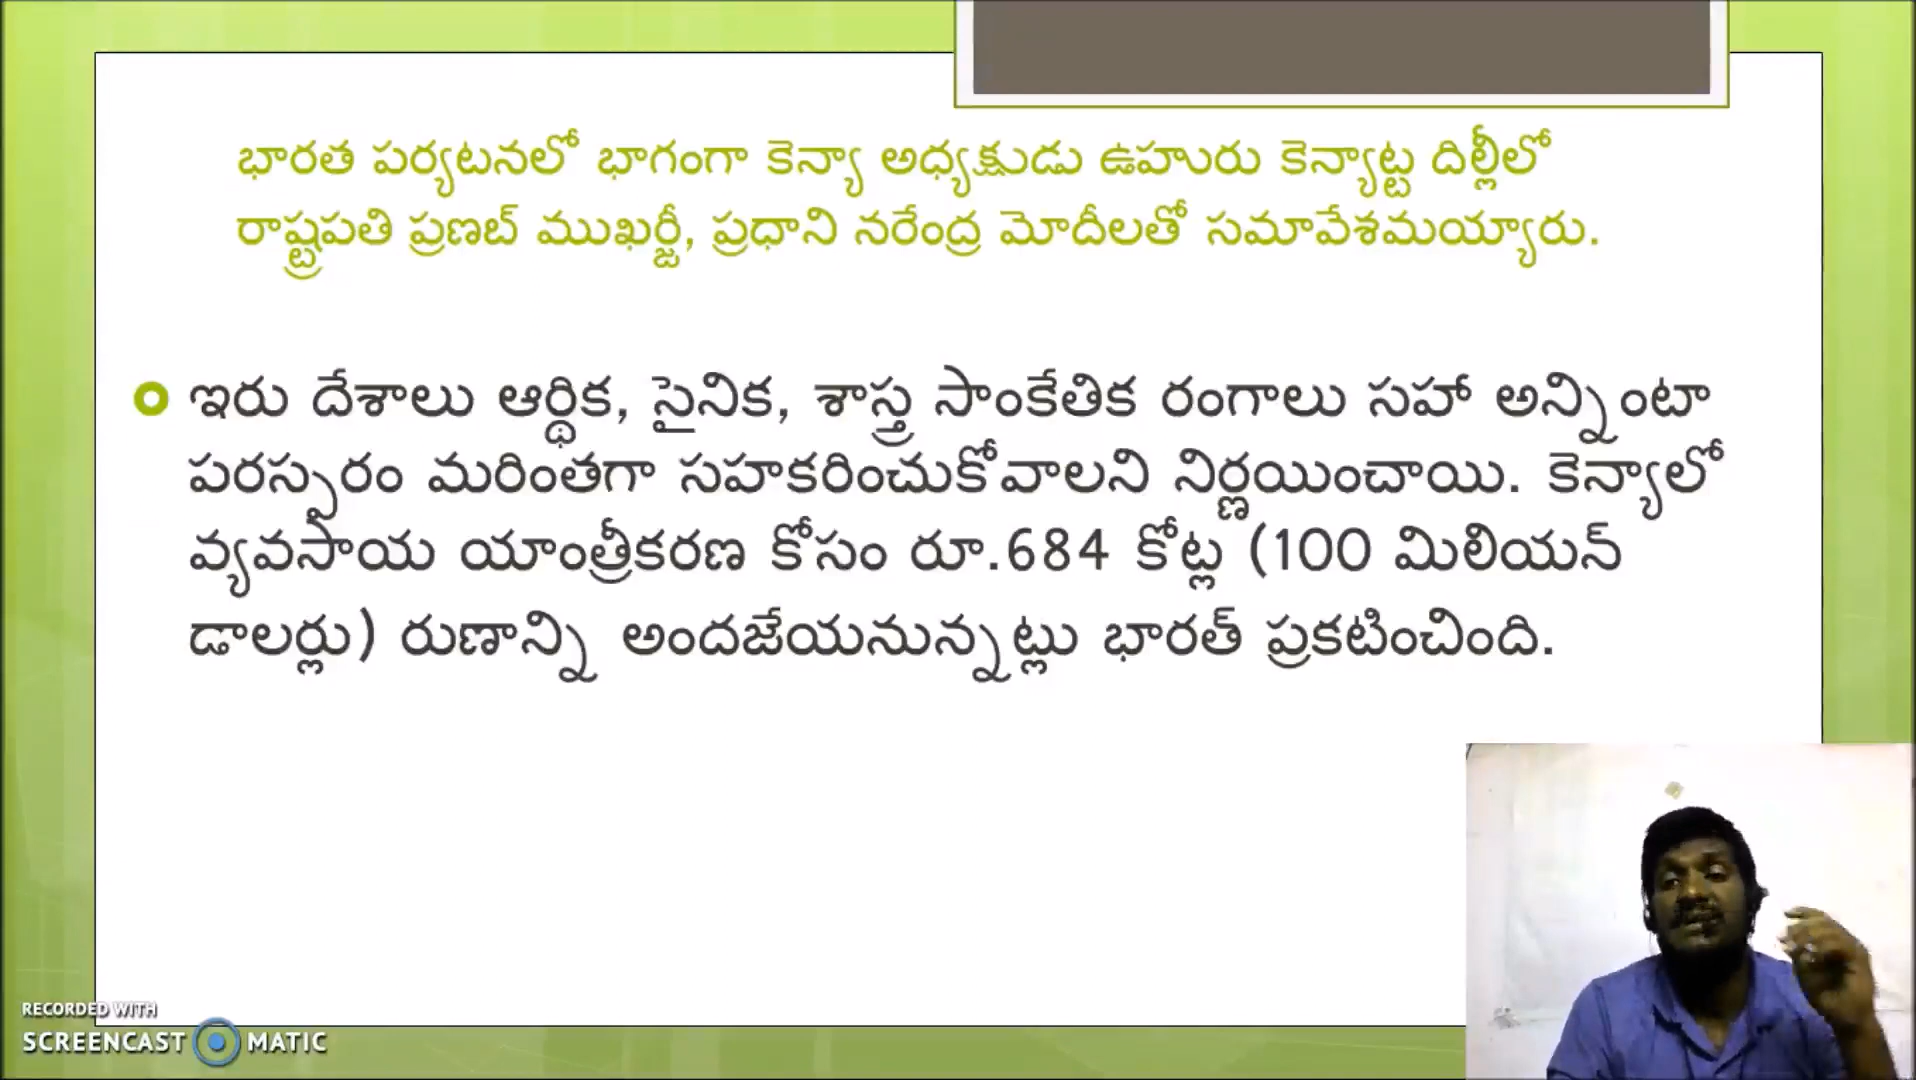 భారత పర్యటనలో భాగంగా కెన్యా అధ్యక్షుడు ఉహురు కెన్యాట్ట దిల్లీలో
రాష్ట్రపతి ప్రణబ్ ముఖర్జీ, ప్రధాని నరేంద్ర మోదీలతో సమావేశమయ్యారు.
ఇరు దేశాలు ఆర్థిక, సైనిక, శాస్త్ర సాంకేతిక రంగాలు సహా అన్నింటా
పరస్పరం మరింతగా సహకరించుకోవాలని నిర్ణయించాయి. కెన్యాలో
వ్యవసాయ యాంత్రీకరణ కోసం రూ.684 కోట్ల (100 మిలియన్
డాలర్లు) రుణాన్ని అందజేయనున్నట్లు భారత్ ప్రకటించింది.
RECORDED WITH
SCREENCAST MATIC